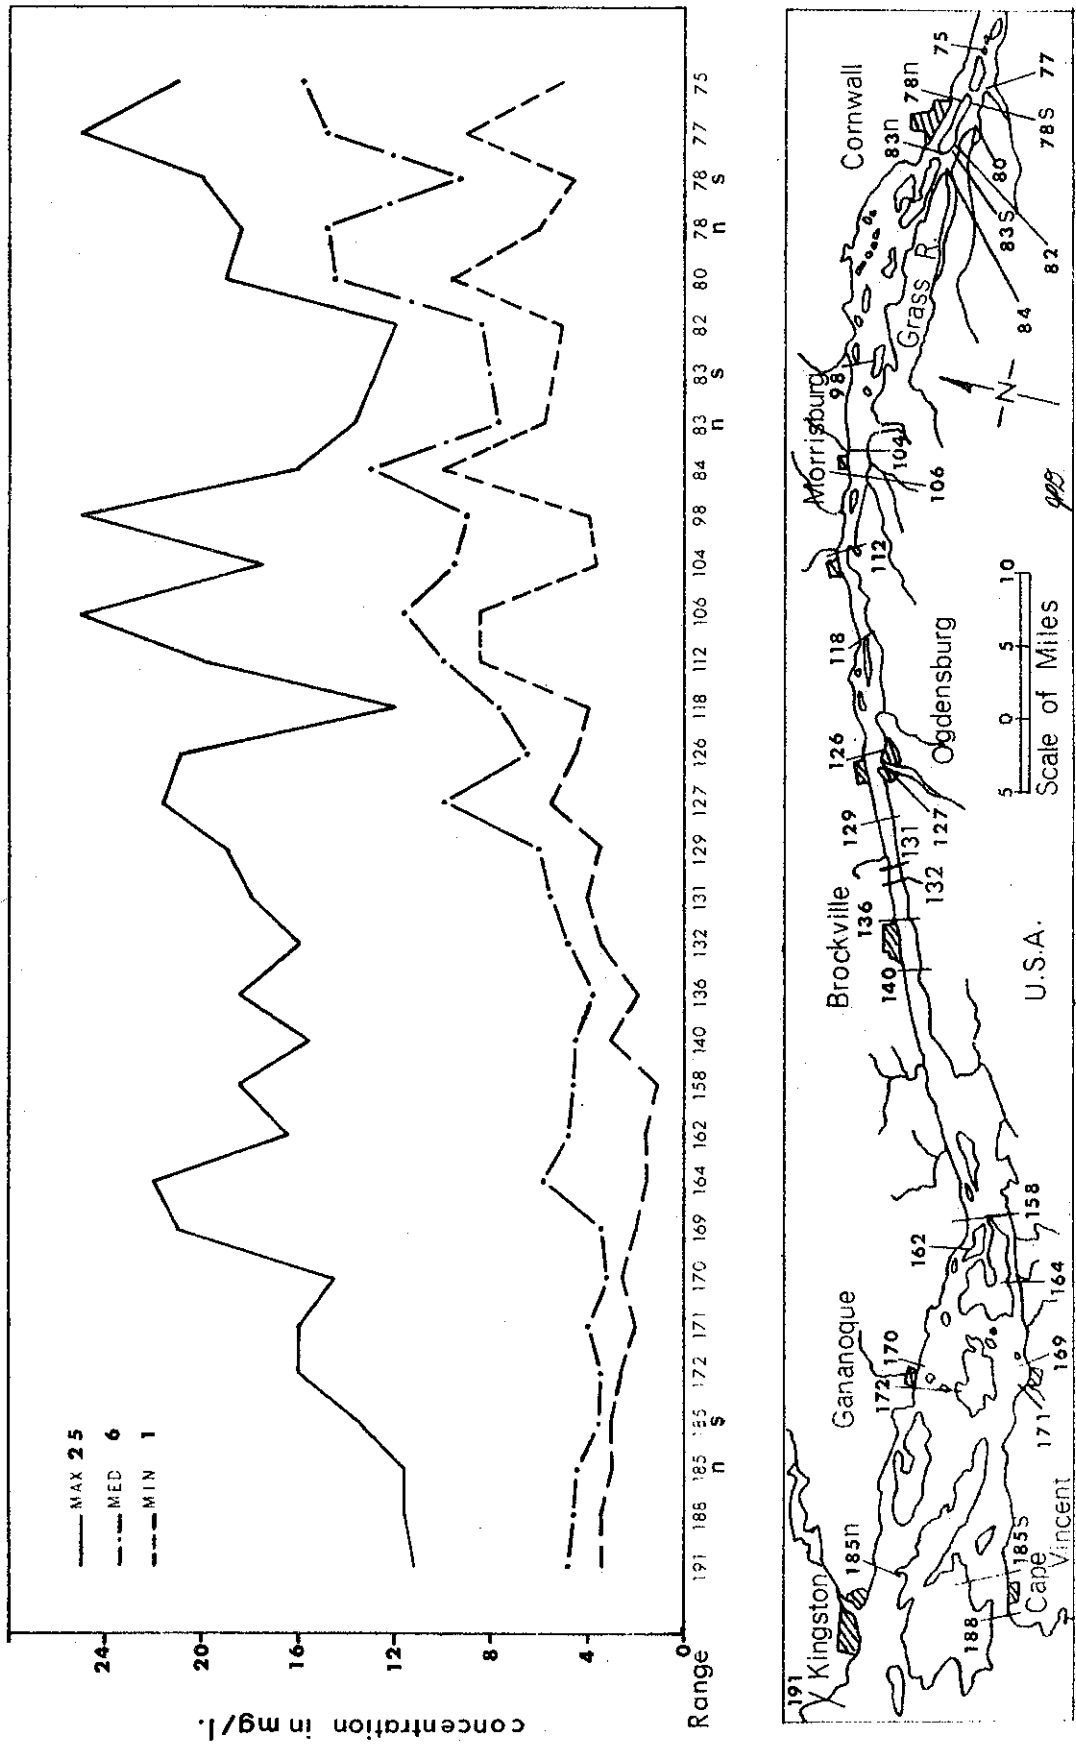 MAX 25
MED 6
MIN 1
concentration in mg/l.
24
20
16
12
8
4
0
Range
191 188 185 185 172 171 170 169 164 162 158 140 136 132 131 129 127 126 118 112 106 104 98 84 83 83 82 80 78 78 77 75
n s n s n s
191
Kingston
185n
188
185S
Cape
Vincent
Gananoque
172
170
171
169
162
164
158
Brockville
140
136
132
131
129
127
126
Ogdensburg
118
112
Morrisburg
106
104
98
Grass R.
Cornwall
83n
78n
75
84
82
83S
80
78S
77
U.S.A.
-N-
5 0 5 10
Scale of Miles